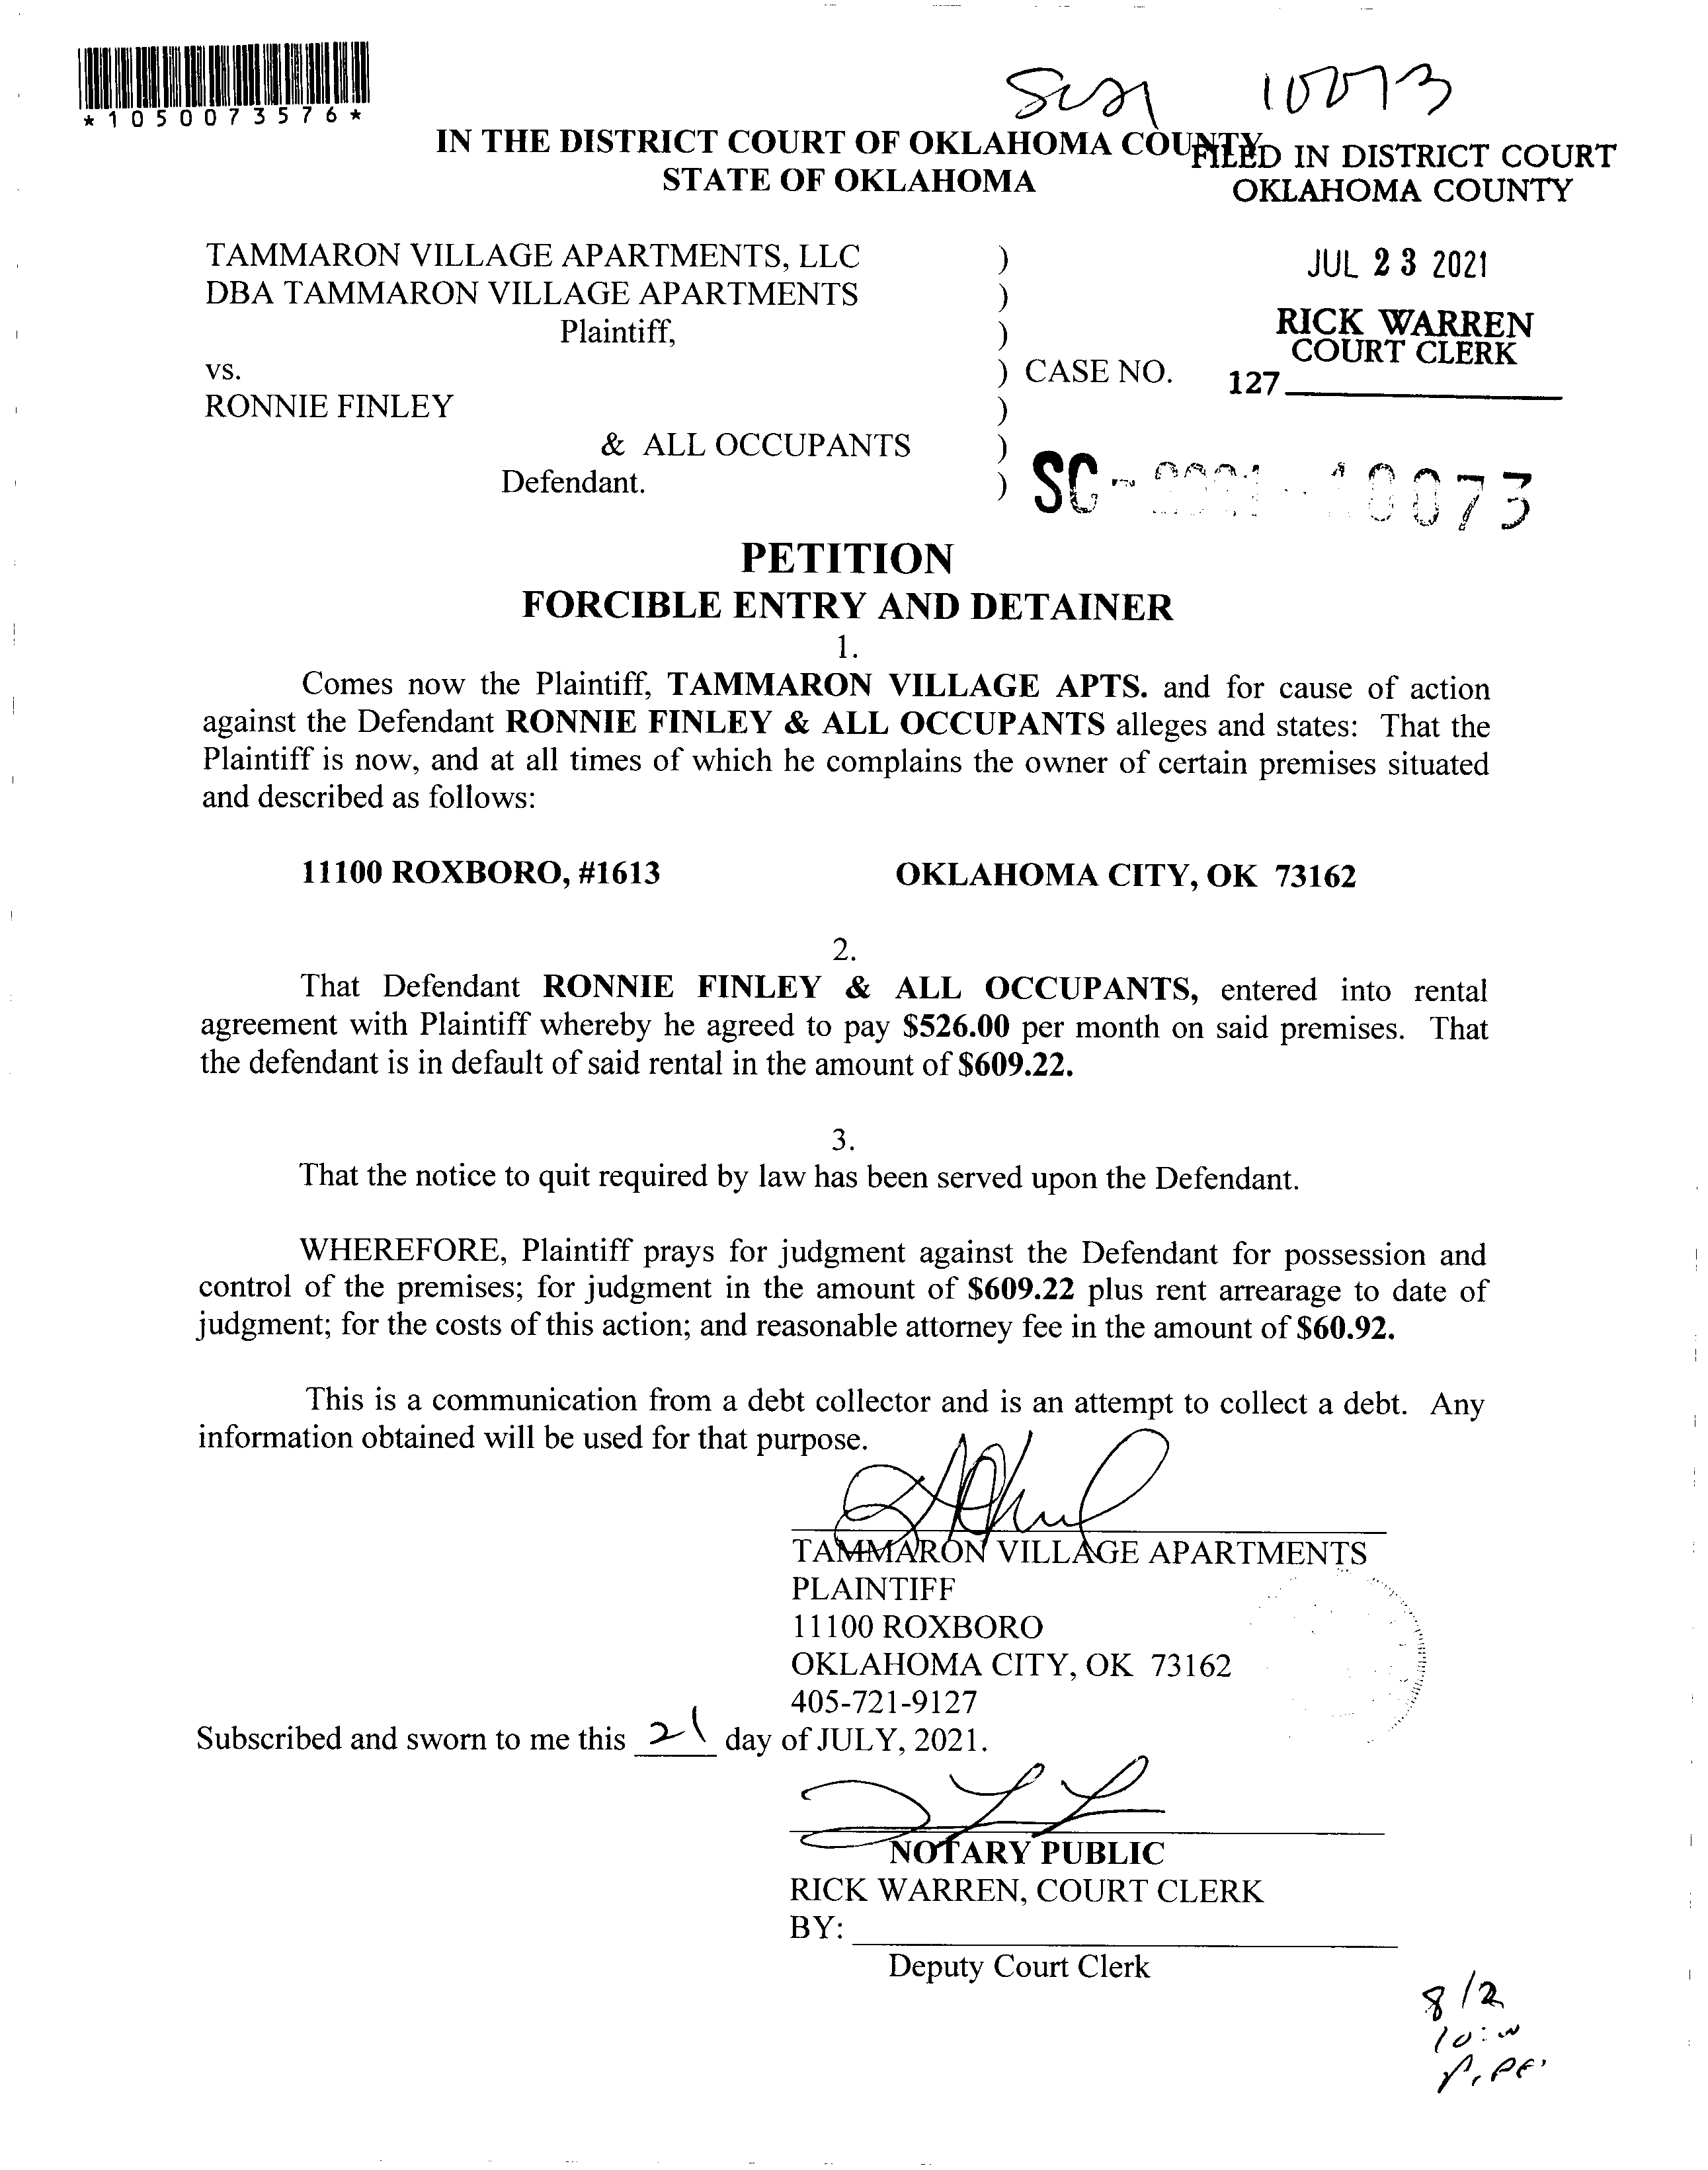 *1050073576*
10073
IN THE DISTRICT COURT OF OKLAHOMA COUNTY
STATE OF OKLAHOMA
FILED IN DISTRICT COURT
OKLAHOMA COUNTY
JUL 23 2021
RICK WARREN
COURT CLERK
127
TAMMARON VILLAGE APARTMENTS, LLC )
DBA TAMMARON VILLAGE APARTMENTS )
Plaintiff, )
vs. ) CASE NO.
RONNIE FINLEY )
& ALL OCCUPANTS )
Defendant. )
SC-2021-10073
PETITION
FORCIBLE ENTRY AND DETAINER
1.
Comes now the Plaintiff, TAMMARON VILLAGE APTS. and for cause of action
against the Defendant RONNIE FINLEY & ALL OCCUPANTS alleges and states: That the
Plaintiff is now, and at all times of which he complains the owner of certain premises situated
and described as follows:
11100 ROXBORO, #1613 OKLAHOMA CITY, OK 73162
2.
That Defendant RONNIE FINLEY & ALL OCCUPANTS, entered into rental
agreement with Plaintiff whereby he agreed to pay $526.00 per month on said premises. That
the defendant is in default of said rental in the amount of $609.22.
3.
That the notice to quit required by law has been served upon the Defendant.
WHEREFORE, Plaintiff prays for judgment against the Defendant for possession and
control of the premises; for judgment in the amount of $609.22 plus rent arrearage to date of
judgment; for the costs of this action; and reasonable attorney fee in the amount of $60.92.
This is a communication from a debt collector and is an attempt to collect a debt. Any
information obtained will be used for that purpose.
TAMMARON VILLAGE APARTMENTS
PLAINTIFF
11100 ROXBORO
OKLAHOMA CITY, OK 73162
405-721-9127
Subscribed and sworn to me this 21 day of JULY, 2021.
NOTARY PUBLIC
RICK WARREN, COURT CLERK
BY:
Deputy Court Clerk
8/2